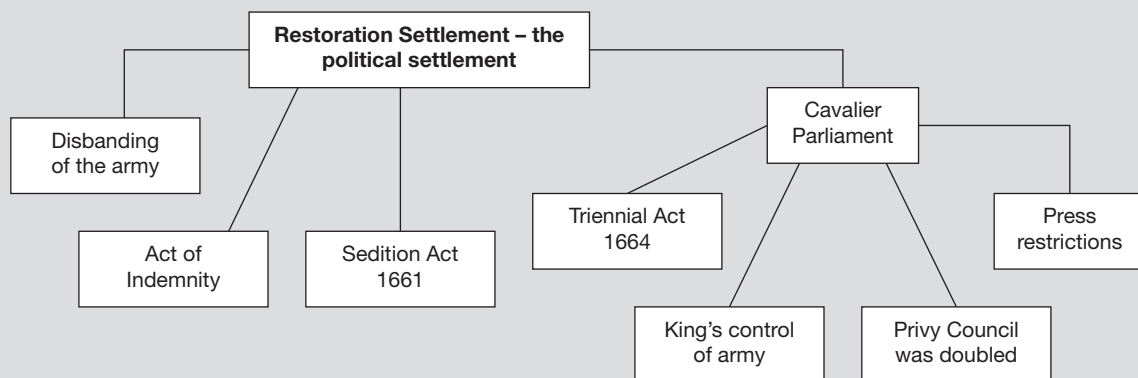 Restoration Settlement – the
political settlement
Disbanding
of the army
Act of
Indemnity
Sedition Act
1661
Cavalier
Parliament
Triennial Act
1664
King’s control
of army
Privy Council
was doubled
Press
restrictions